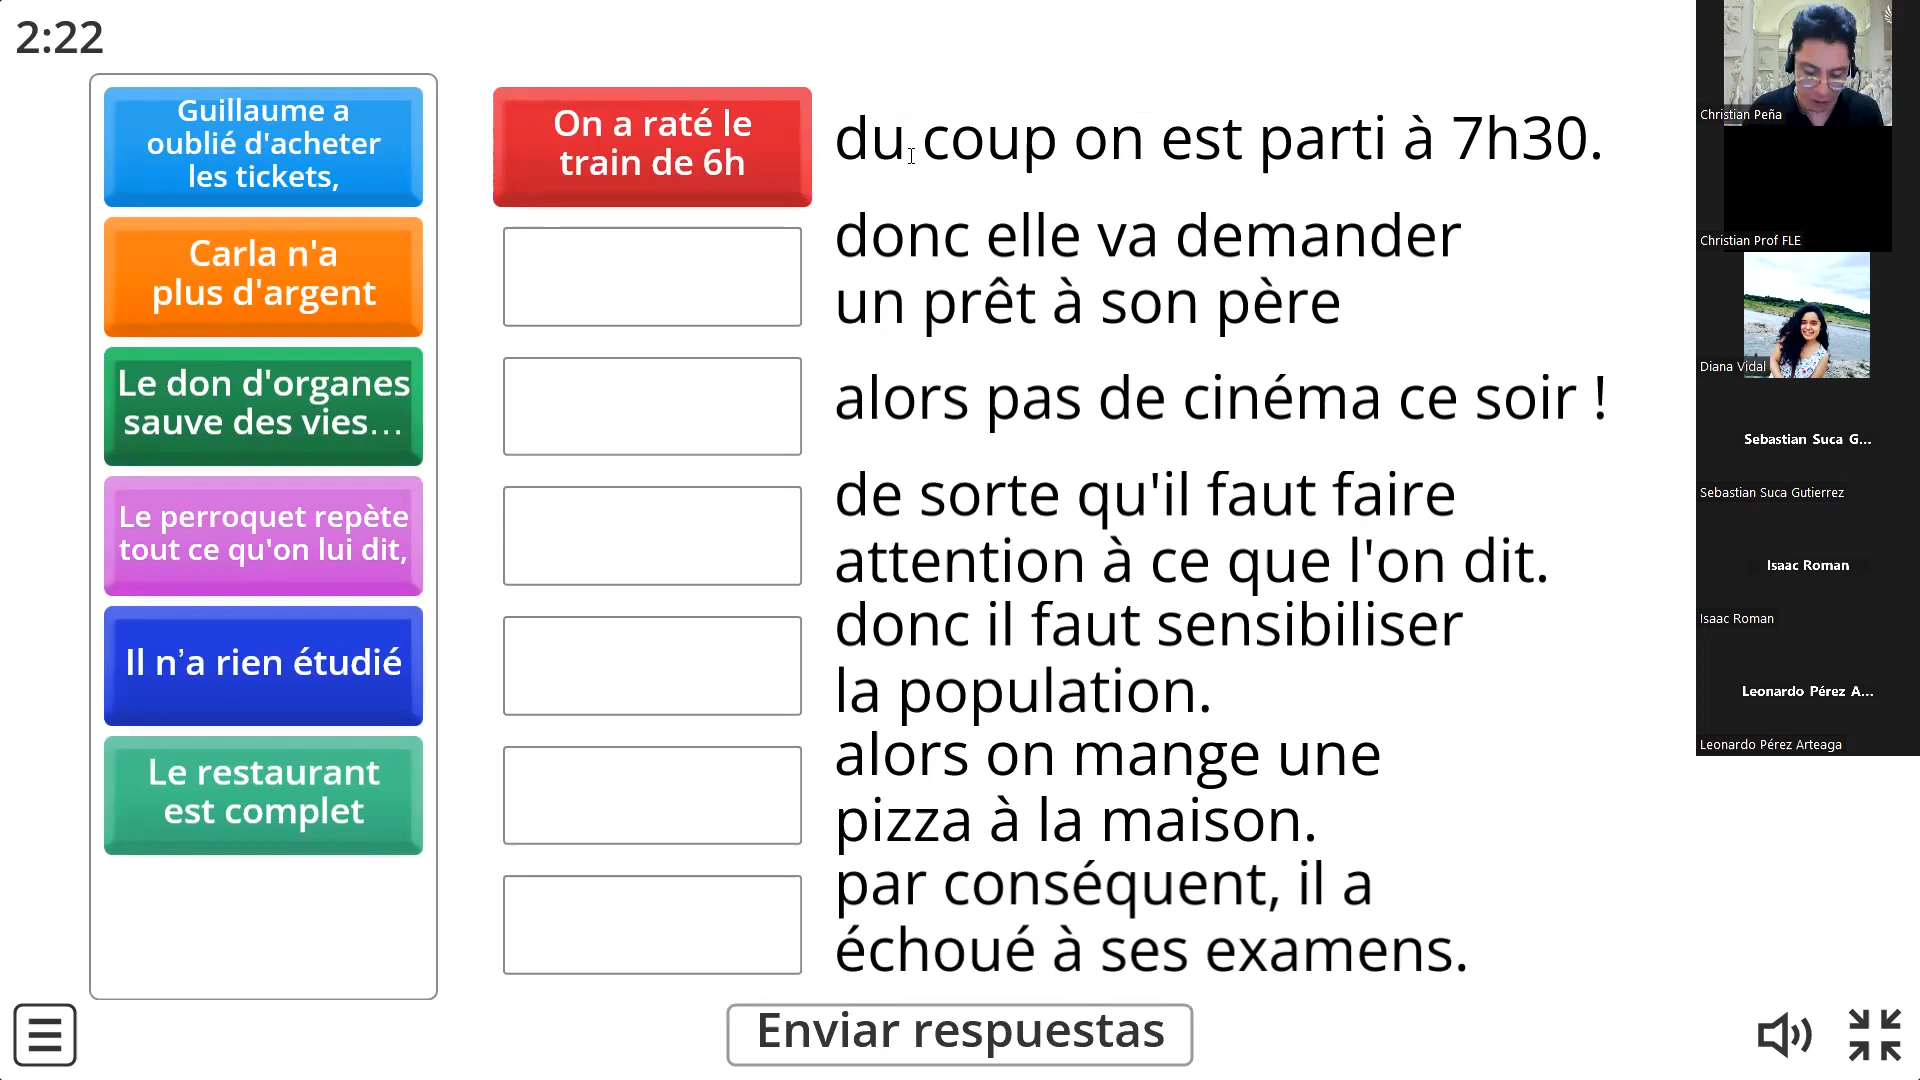 2:22
Guillaume a
oublié d'acheter
les tickets,
Carla n'a
plus d'argent
Le don d'organes
sauve des vies…
Le perroquet repète
tout ce qu'on lui dit,
Il n’a rien étudié
Le restaurant
est complet
On a raté le
train de 6h
du coup on est parti à 7h30.
donc elle va demander
un prêt à son père
alors pas de cinéma ce soir !
de sorte qu'il faut faire
attention à ce que l'on dit.
donc il faut sensibiliser
la population.
alors on mange une
pizza à la maison.
par conséquent, il a
échoué à ses examens.
Enviar respuestas
Christian Peña
Christian Prof FLE
Diana Vidal
Sebastian Suca G...
Sebastian Suca Gutierrez
Isaac Roman
Isaac Roman
Leonardo Pérez A...
Leonardo Pérez Arteaga